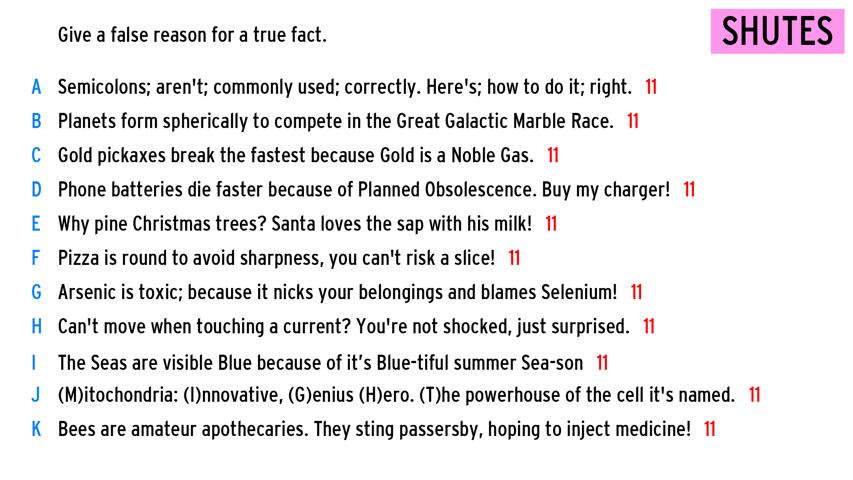 Give a false reason for a true fact.
SHUTES
A Semicolons; aren't; commonly used; correctly. Here's; how to do it; right. 11
B Planets form spherically to compete in the Great Galactic Marble Race. 11
C Gold pickaxes break the fastest because Gold is a Noble Gas. 11
D Phone batteries die faster because of Planned Obsolescence. Buy my charger! 11
E Why pine Christmas trees? Santa loves the sap with his milk! 11
F Pizza is round to avoid sharpness, you can't risk a slice! 11
G Arsenic is toxic; because it nicks your belongings and blames Selenium! 11
H Can't move when touching a current? You're not shocked, just surprised. 11
I The Seas are visible Blue because of it’s Blue-tiful summer Sea-son 11
J (M)itochondria: (I)nnovative, (G)enius (H)ero. (T)he powerhouse of the cell it's named. 11
K Bees are amateur apothecaries. They sting passersby, hoping to inject medicine! 11